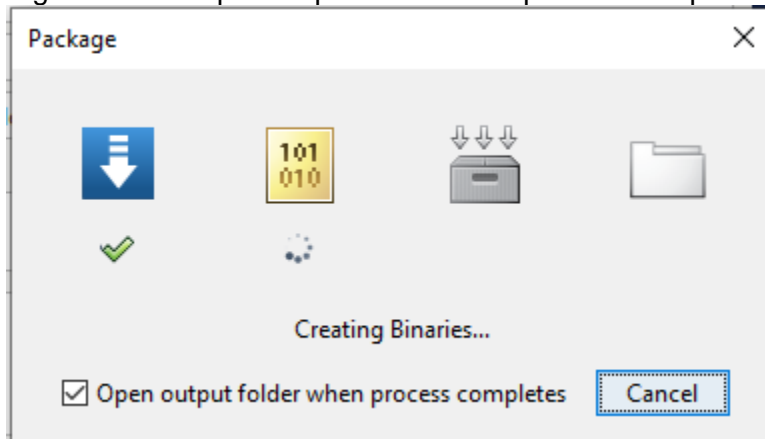 Package
101
010
Creating Binaries...
Open output folder when process completes
Cancel